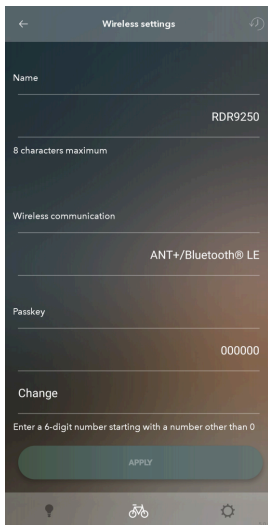 Wireless settings
Name
RDR9250
8 characters maximum
Wireless communication
ANT+/Bluetooth® LE
Passkey
000000
Change
Enter a 6-digit number starting with a number other than 0
APPLY